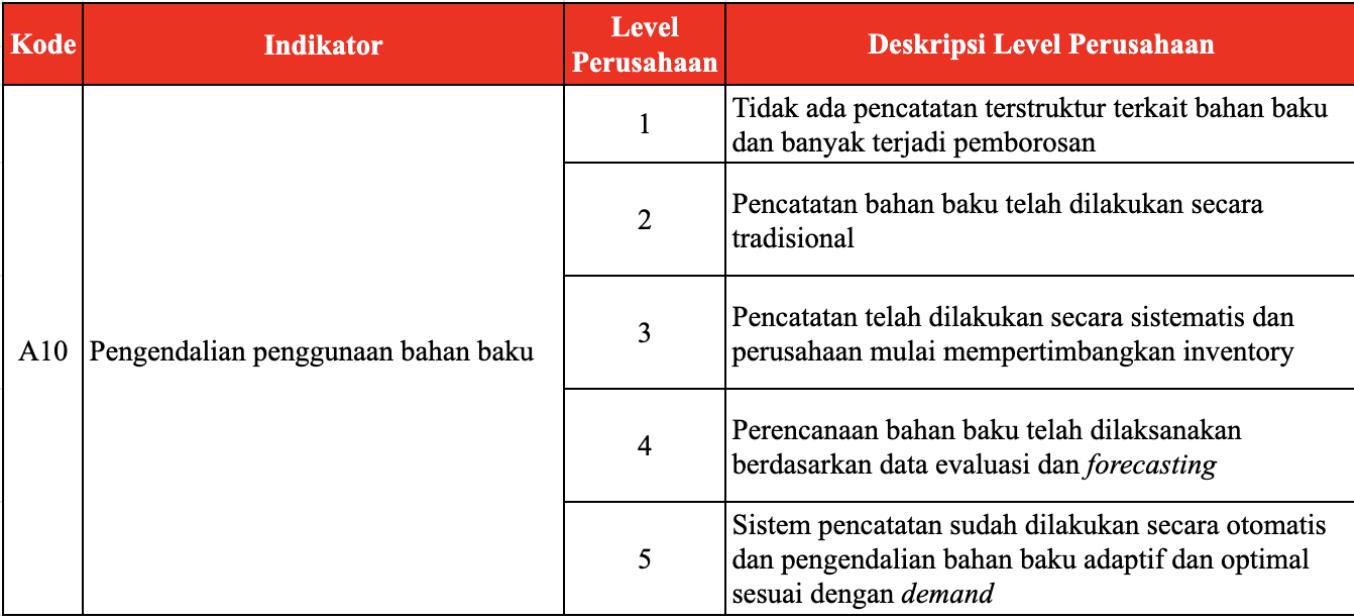 Kode
Indikator
Level
Perusahaan
Deskripsi Level Perusahaan
A10
Pengendalian penggunaan bahan baku
1
Tidak ada pencatatan terstruktur terkait bahan baku
dan banyak terjadi pemborosan
2
Pencatatan bahan baku telah dilakukan secara
tradisional
3
Pencatatan telah dilakukan secara sistematis dan
perusahaan mulai mempertimbangkan inventory
4
Perencanaan bahan baku telah dilaksanakan
berdasarkan data evaluasi dan forecasting
5
Sistem pencatatan sudah dilakukan secara otomatis
dan pengendalian bahan baku adaptif dan optimal
sesuai dengan demand